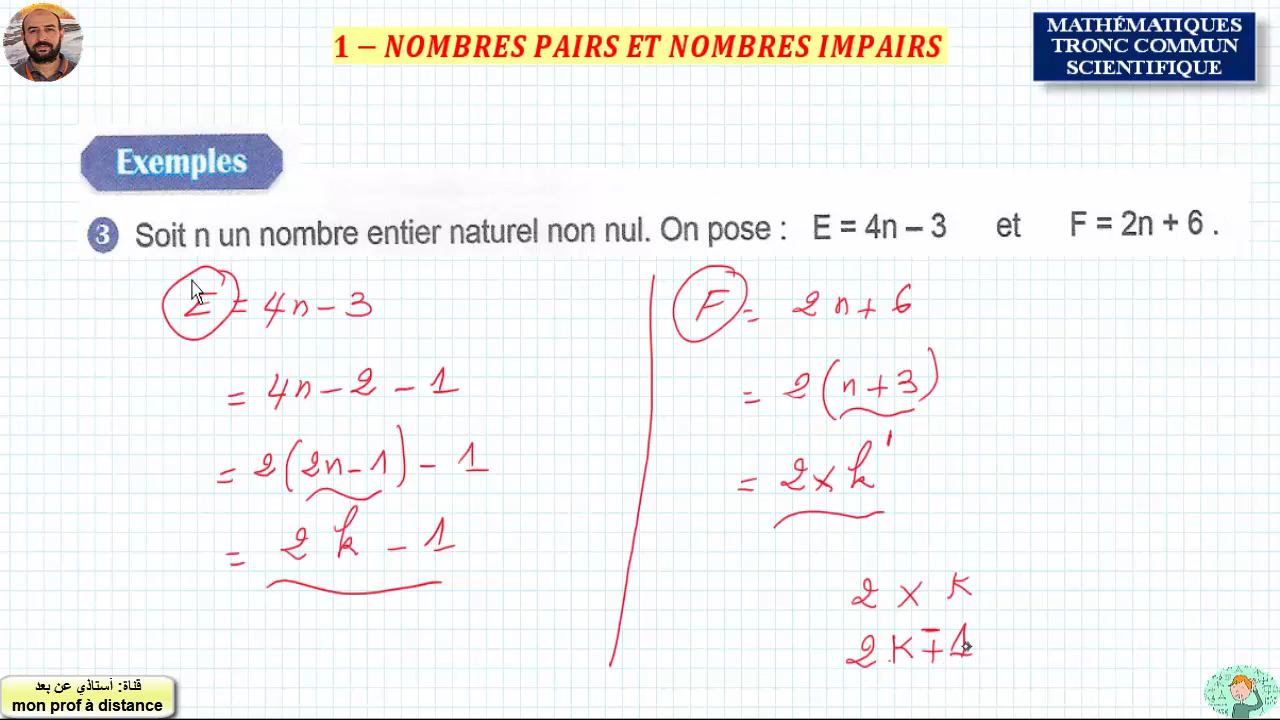 1 – NOMBRES PAIRS ET NOMBRES IMPAIRS
MATHÉMATIQUES
TRONC COMMUN
SCIENTIFIQUE
Exemples
3 Soit n un nombre entier naturel non nul. On pose : E = 4n – 3 et F = 2n + 6 .
E = 4n – 3
= 4n – 2 – 1
= 2(2n – 1) – 1
= 2k – 1
F = 2n + 6
= 2(n + 3)
= 2 × k'
2 × K
2K ∓ 1
قناة: أستاذي عن بعد
mon prof à distance